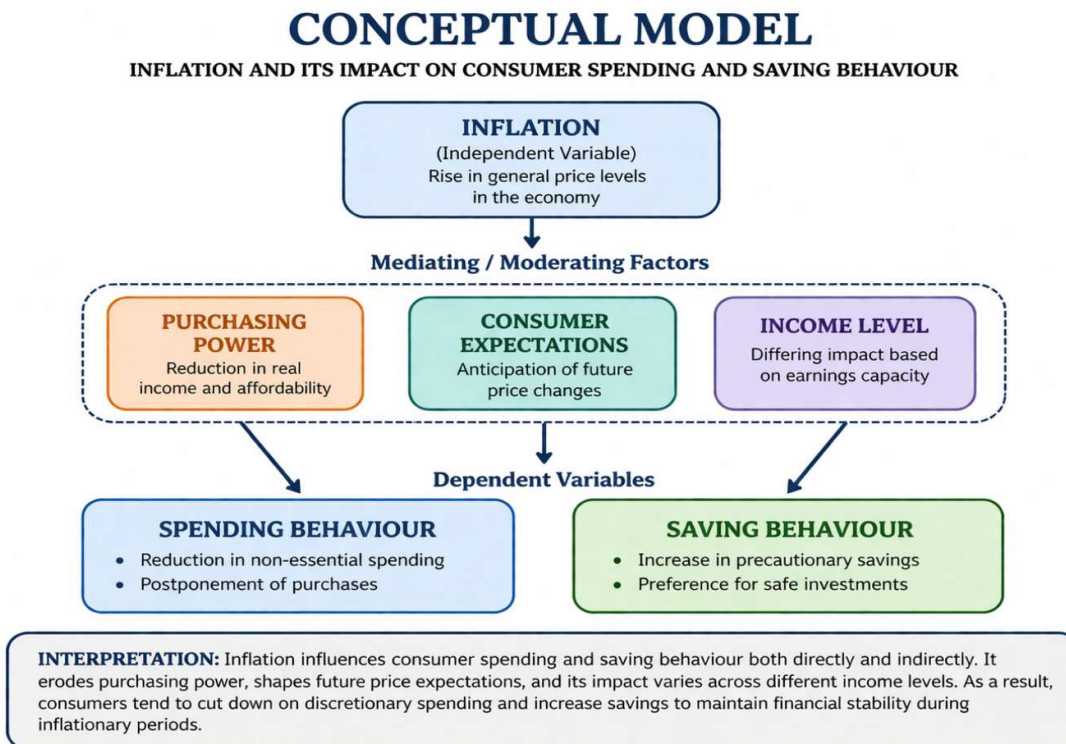 CONCEPTUAL MODEL
INFLATION AND ITS IMPACT ON CONSUMER SPENDING AND SAVING BEHAVIOUR
INFLATION
(Independent Variable)
Rise in general price levels
in the economy
Mediating / Moderating Factors
PURCHASING
POWER
Reduction in real
income and affordability
CONSUMER
EXPECTATIONS
Anticipation of future
price changes
INCOME LEVEL
Differing impact based
on earnings capacity
Dependent Variables
SPENDING BEHAVIOUR
• Reduction in non-essential spending
• Postponement of purchases
SAVING BEHAVIOUR
• Increase in precautionary savings
• Preference for safe investments
INTERPRETATION: Inflation influences consumer spending and saving behaviour both directly and indirectly. It
erodes purchasing power, shapes future price expectations, and its impact varies across different income levels. As a result,
consumers tend to cut down on discretionary spending and increase savings to maintain financial stability during
inflationary periods.